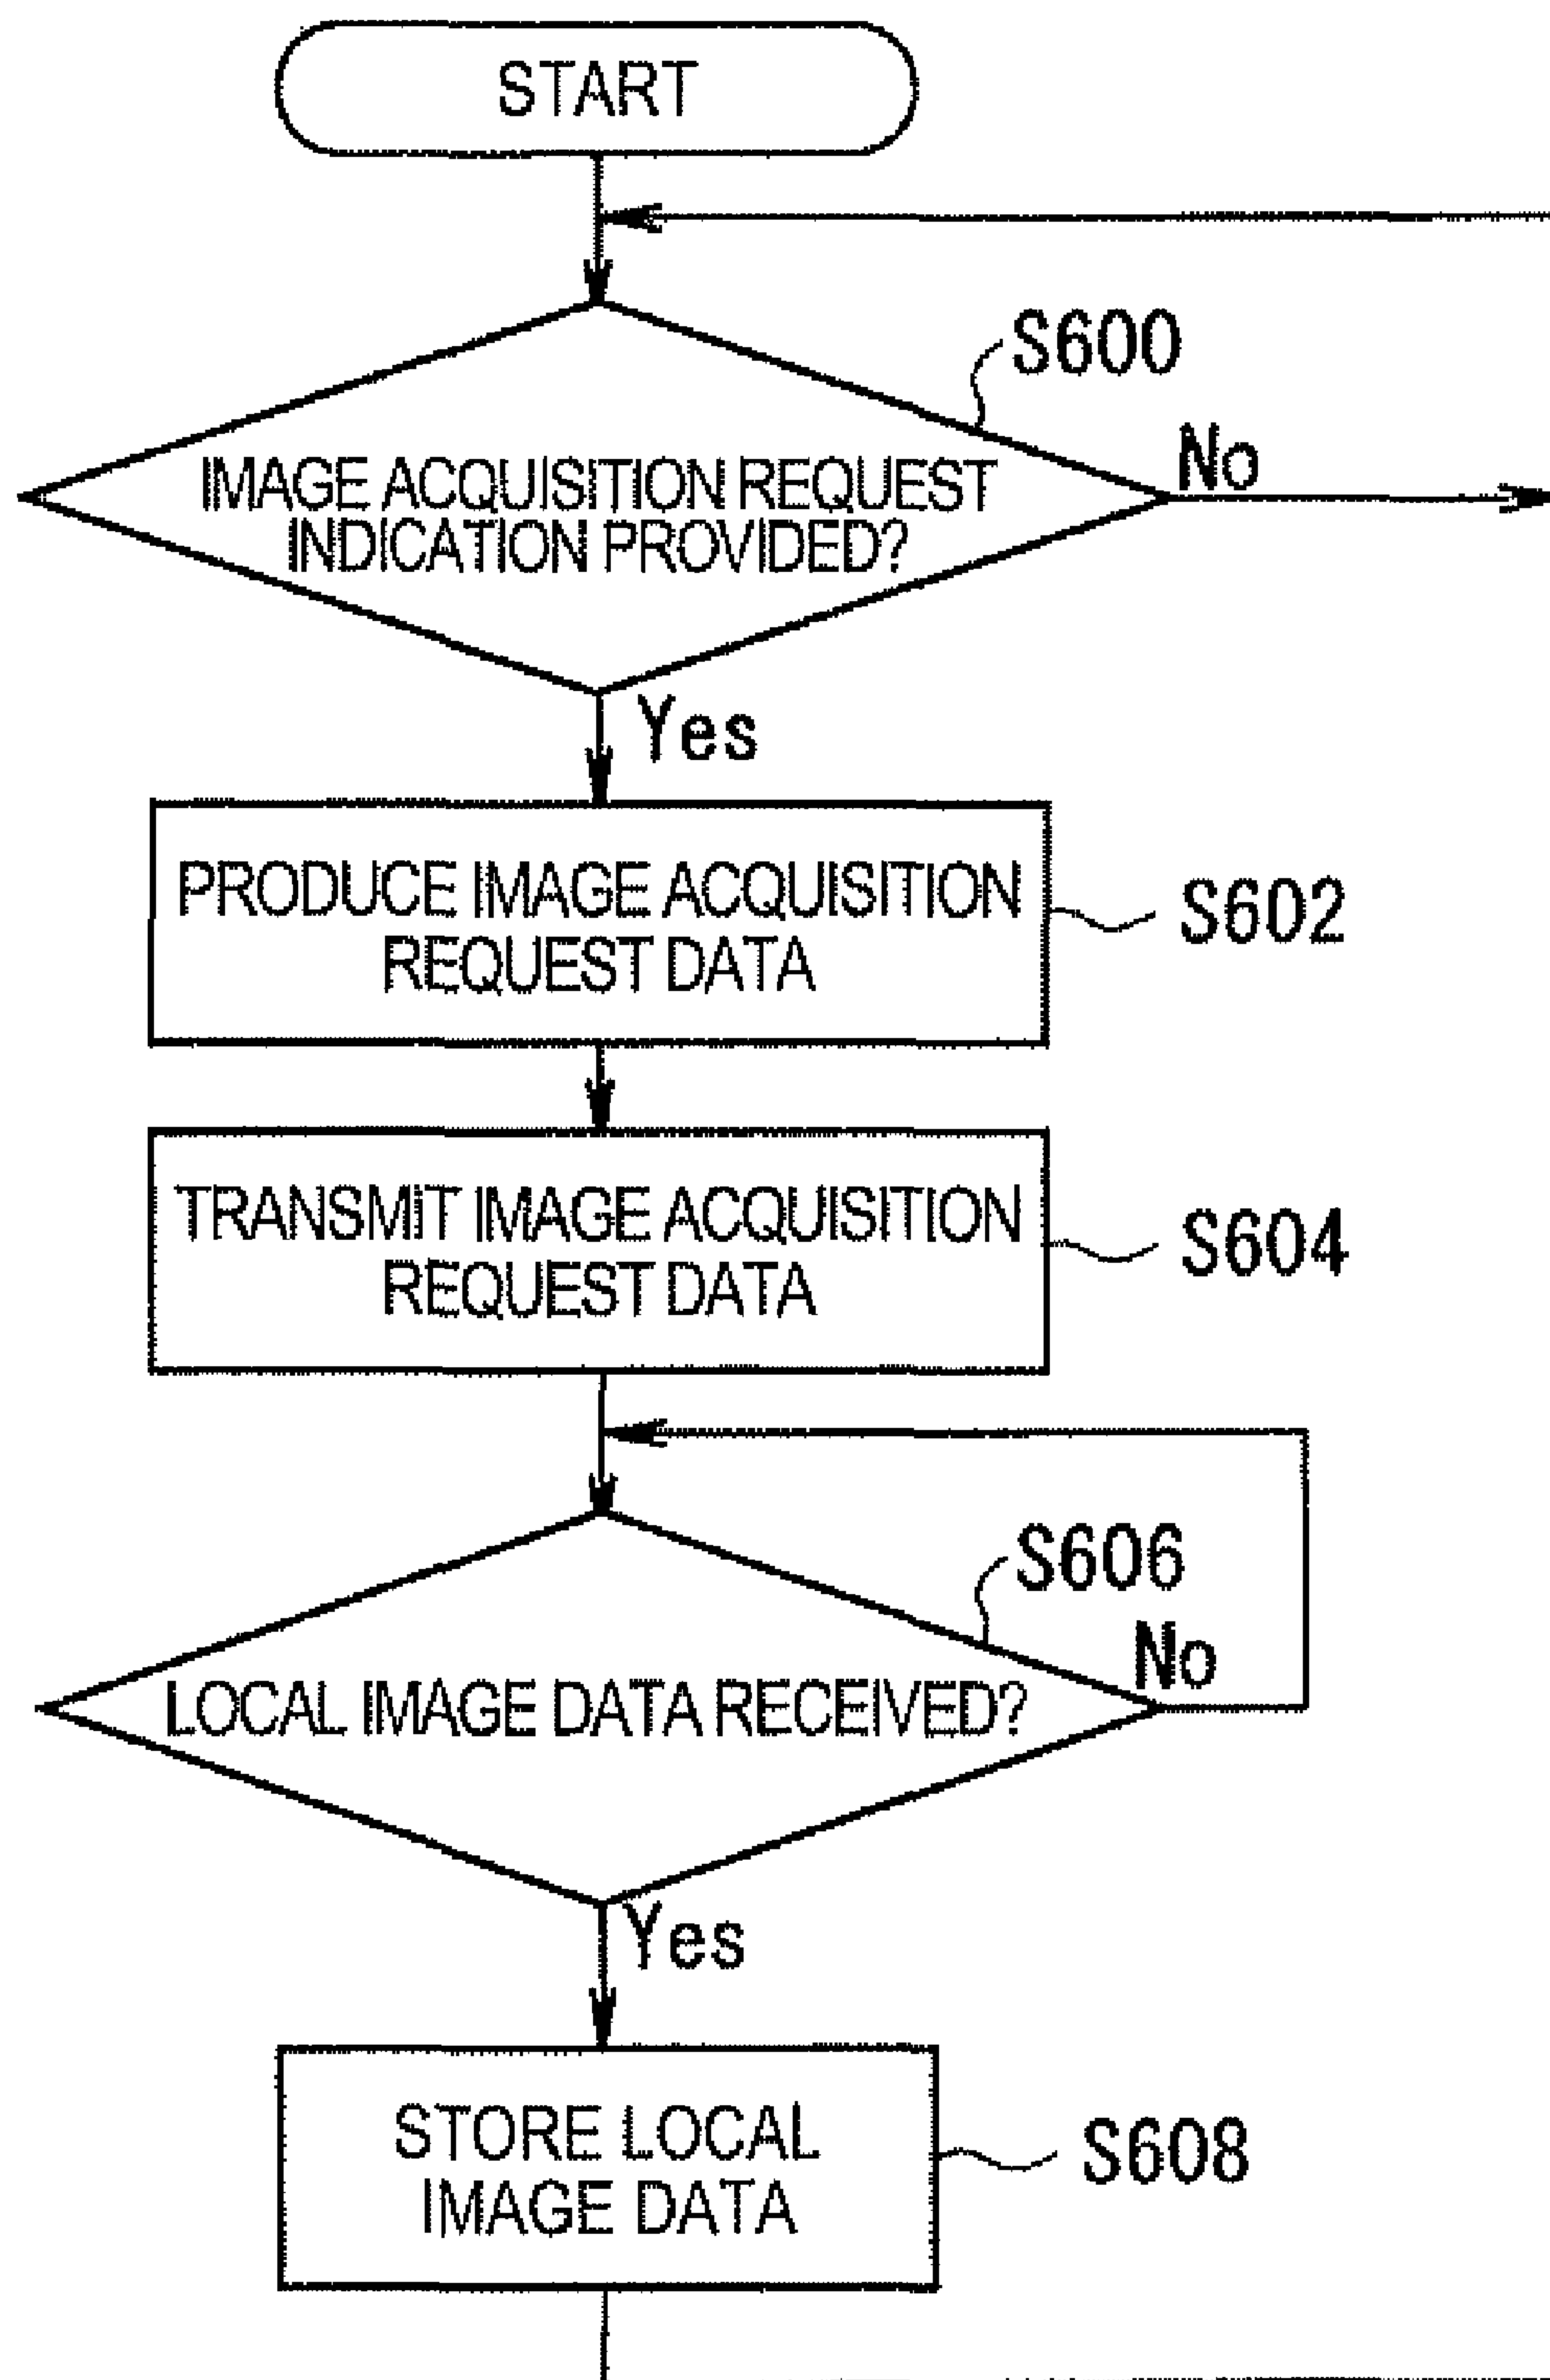 START
S600
IMAGE ACQUISITION REQUEST
INDICATION PROVIDED?
No
Yes
PRODUCE IMAGE ACQUISITION
REQUEST DATA
S602
TRANSMIT IMAGE ACQUISITION
REQUEST DATA
S604
S606
LOCAL IMAGE DATA RECEIVED?
No
Yes
STORE LOCAL
IMAGE DATA
S608